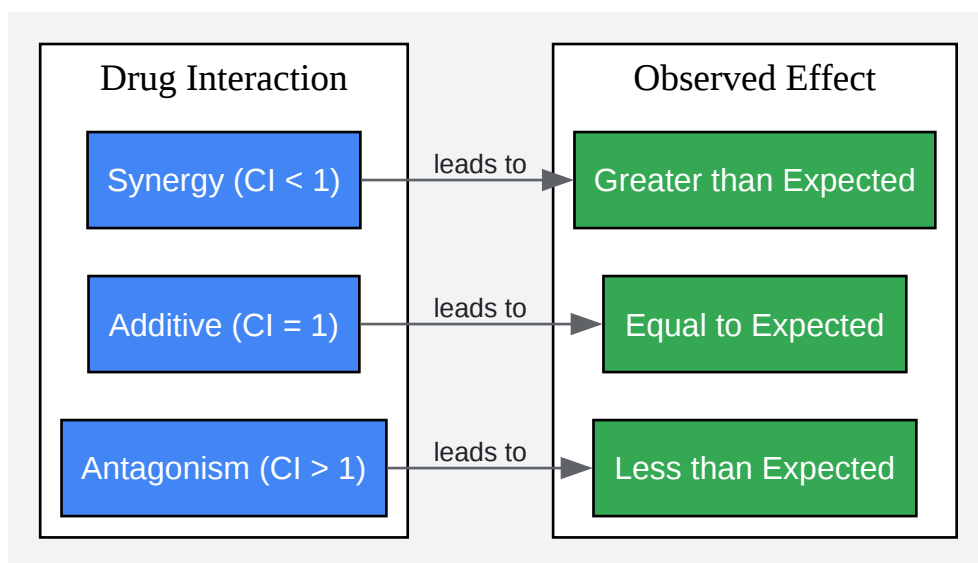 Drug Interaction
Observed Effect
Synergy (CI < 1)
leads to
Greater than Expected
Additive (CI = 1)
leads to
Equal to Expected
Antagonism (CI > 1)
leads to
Less than Expected